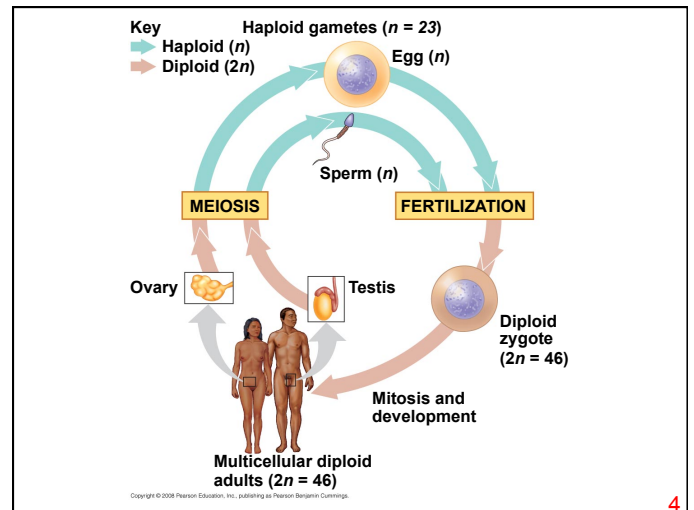 Key
Haploid (n)
Diploid (2n)
Haploid gametes (n = 23)
Egg (n)
Sperm (n)
MEIOSIS
FERTILIZATION
Ovary
Testis
Diploid
zygote
(2n = 46)
Mitosis and
development
Multicellular diploid
adults (2n = 46)
Copyright © 2008 Pearson Education, Inc., publishing as Pearson Benjamin Cummings.
4